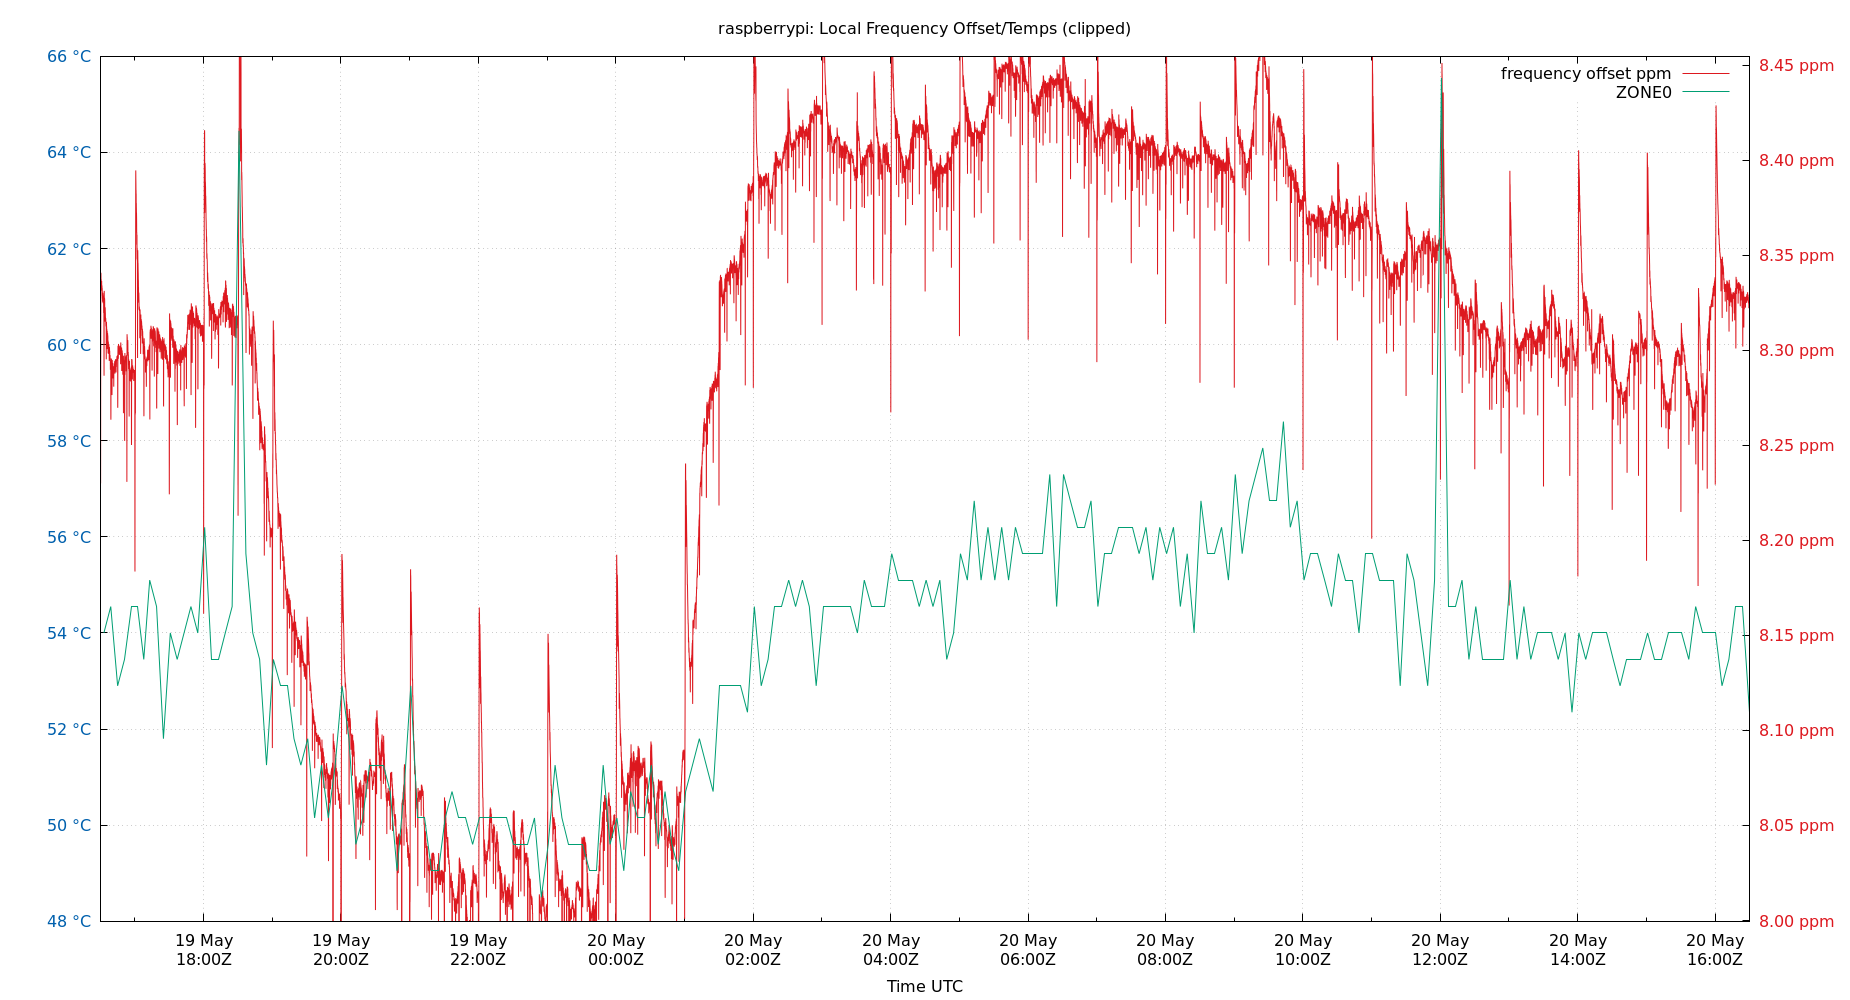 raspberrypi: Local Frequency Offset/Temps (clipped)
66 °C
64 °C
62 °C
60 °C
58 °C
56 °C
54 °C
52 °C
50 °C
48 °C
frequency offset ppm
ZONE0
8.45 ppm
8.40 ppm
8.35 ppm
8.30 ppm
8.25 ppm
8.20 ppm
8.15 ppm
8.10 ppm
8.05 ppm
8.00 ppm
19 May
18:00Z
19 May
20:00Z
19 May
22:00Z
20 May
00:00Z
20 May
02:00Z
20 May
04:00Z
20 May
06:00Z
20 May
08:00Z
20 May
10:00Z
20 May
12:00Z
20 May
14:00Z
20 May
16:00Z
Time UTC